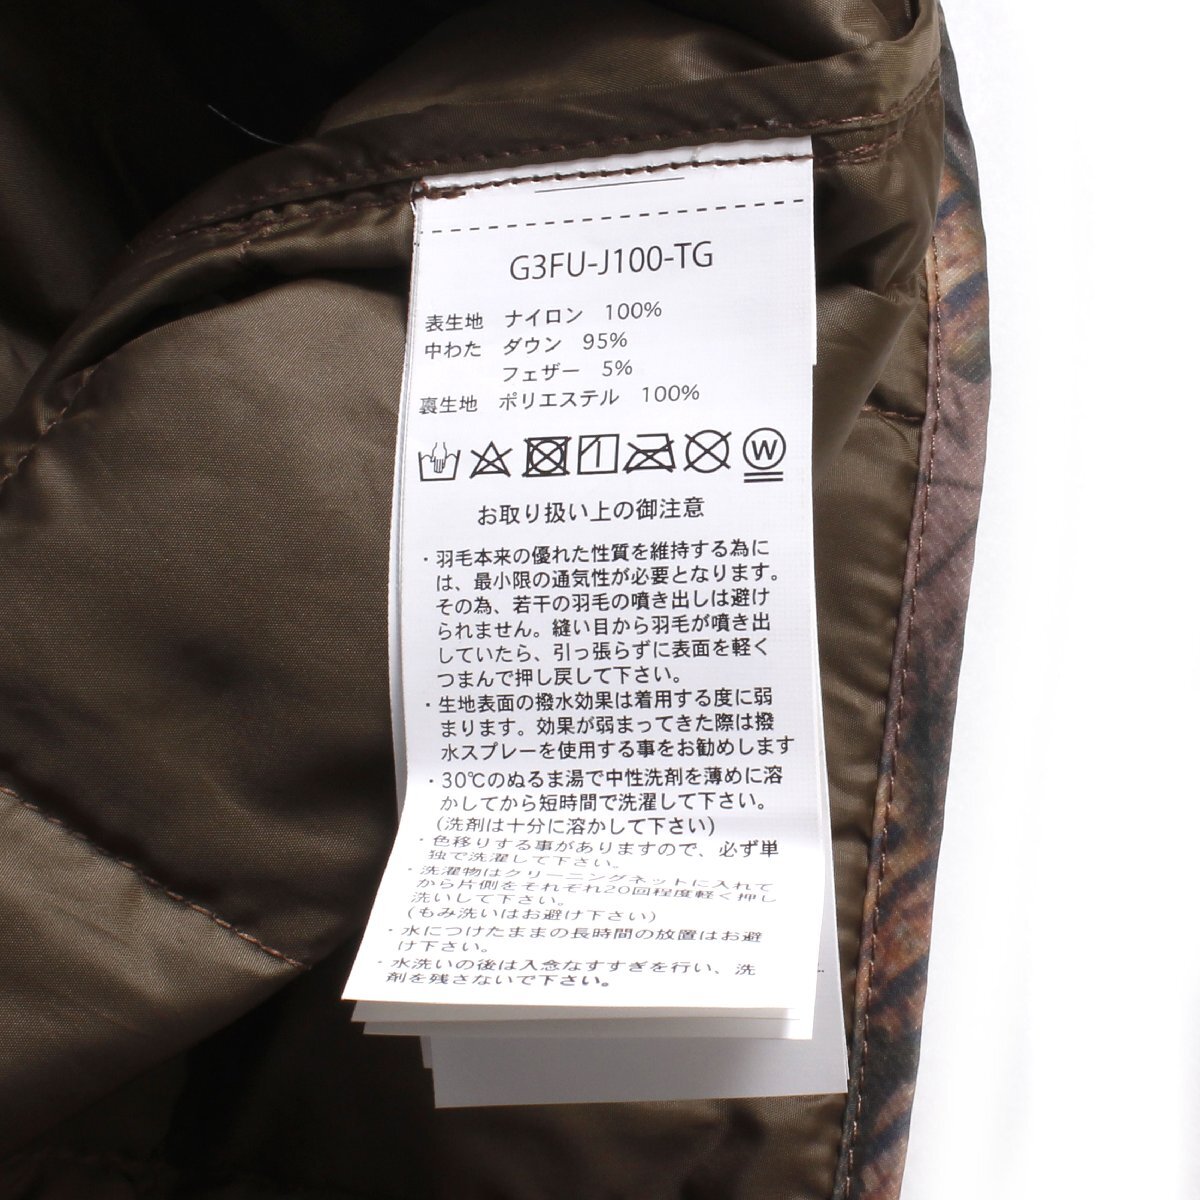 G3FU-J100-TG
表生地 ナイロン 100%
中わた ダウン 95%
フェザー 5%
裏生地 ポリエステル 100%
W
お取り扱い上の御注意
・羽毛本来の優れた性質を維持する為に
は、最小限の通気性が必要となります。
その為、若干の羽毛の噴き出しは避け
られません。縫い目から羽毛が噴き出
していたら、引っ張らずに表面を軽く
つまんで押し戻して下さい。
・生地表面の撥水効果は着用する度に弱
まります。効果が弱まってきた際は撥
水スプレーを使用する事をお勧めします
・30℃のぬるま湯で中性洗剤を薄めに溶
かしてから短時間で洗濯して下さい。
(洗剤は十分に溶かして下さい)
・色移りする事がありますので、必ず単
独で洗濯して下さい。
・洗濯物はクリーニングネットに入れて
から片側をそれぞれ20回程度軽く押し
洗いして下さい。
(もみ洗いはお避け下さい)
・水につけたままの長時間の放置はお避
け下さい。
・水洗いの後は入念なすすぎを行い、洗
剤を残さないで下さい。